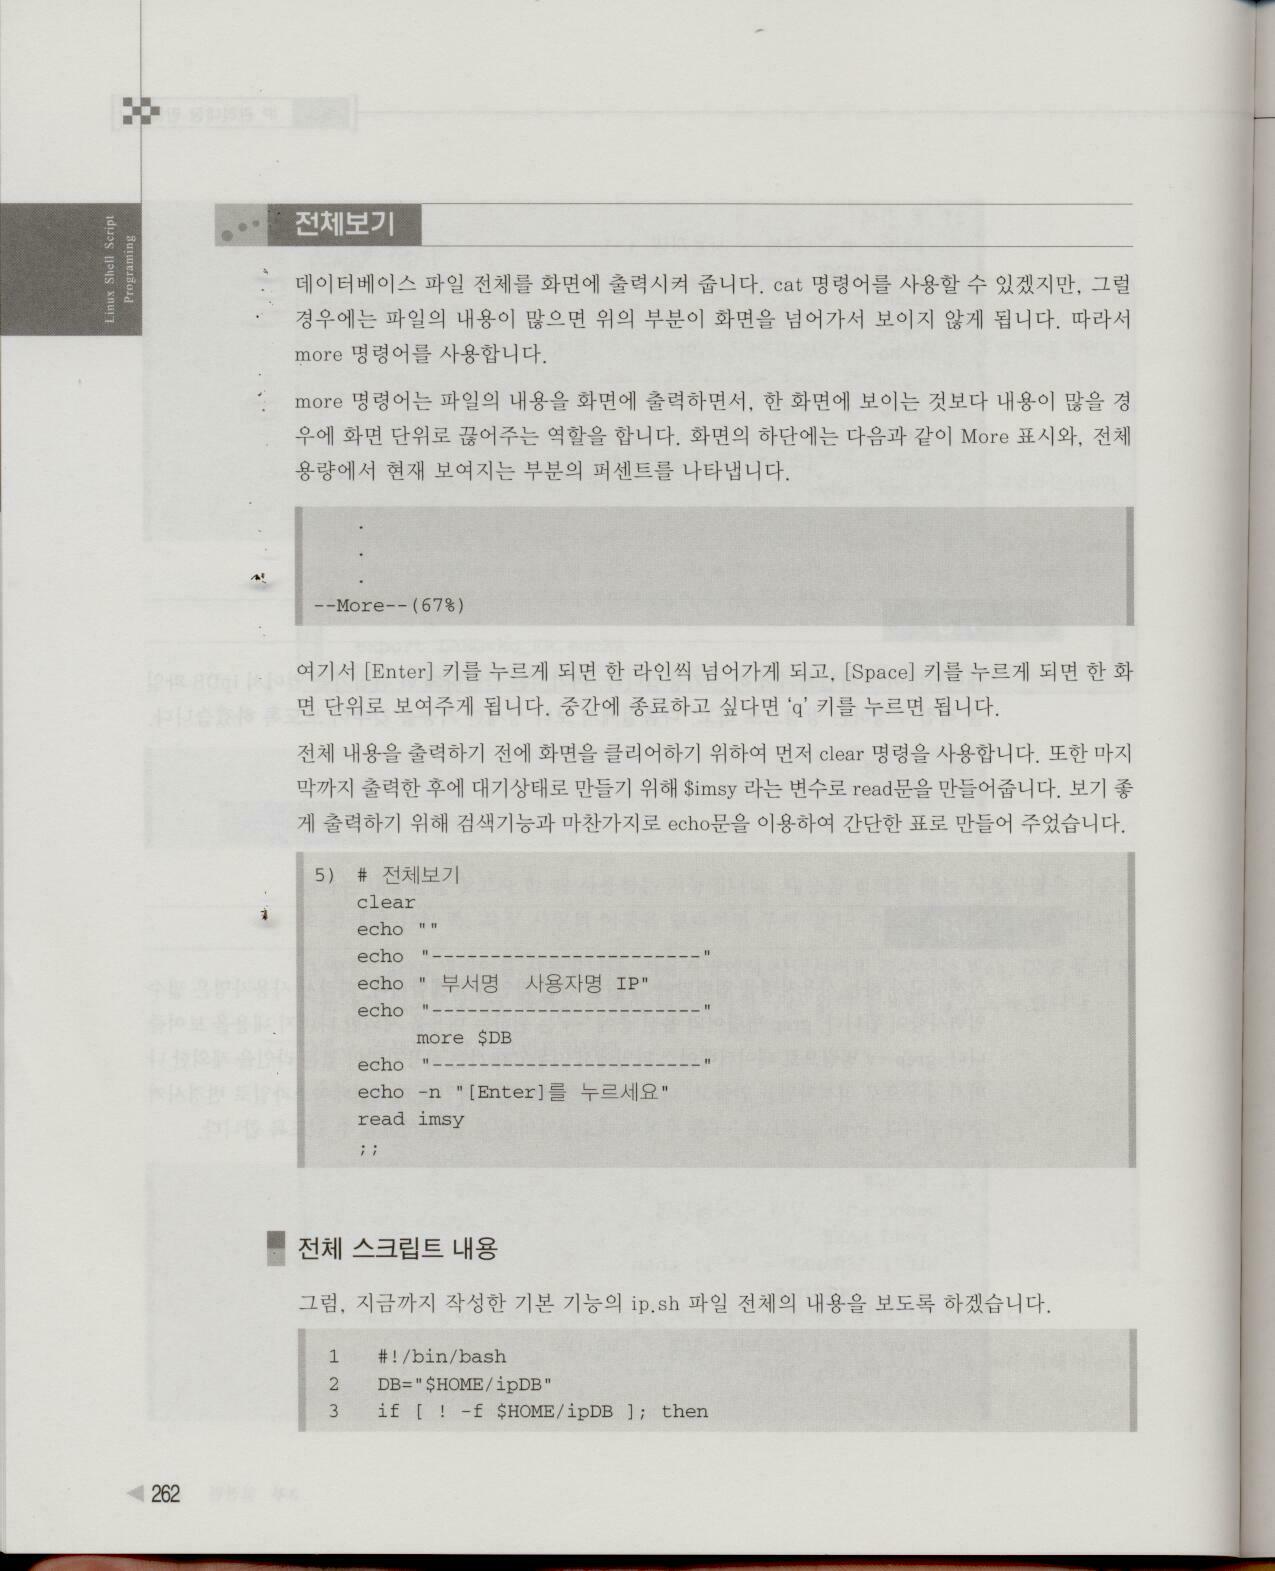 Linux Shell Script
Programing
전체보기
데이터베이스 파일 전체를 화면에 출력시켜 줍니다. cat 명령어를 사용할 수 있겠지만, 그럴
경우에는 파일의 내용이 많으면 위의 부분이 화면을 넘어가서 보이지 않게 됩니다. 따라서
more 명령어를 사용합니다.
more 명령어는 파일의 내용을 화면에 출력하면서, 한 화면에 보이는 것보다 내용이 많을 경
우에 화면 단위로 끊어주는 역할을 합니다. 화면의 하단에는 다음과 같이 More 표시와, 전체
용량에서 현재 보여지는 부분의 퍼센트를 나타냅니다.
.
.
.
--More--(67%)
여기서 [Enter] 키를 누르게 되면 한 라인씩 넘어가게 되고, [Space] 키를 누르게 되면 한 화
면 단위로 보여주게 됩니다. 중간에 종료하고 싶다면 ‘q’ 키를 누르면 됩니다.
전체 내용을 출력하기 전에 화면을 클리어하기 위하여 먼저 clear 명령을 사용합니다. 또한 마지
막까지 출력한 후에 대기상태로 만들기 위해 $imsy 라는 변수로 read문을 만들어줍니다. 보기 좋
게 출력하기 위해 검색기능과 마찬가지로 echo문을 이용하여 간단한 표로 만들어 주었습니다.
5) # 전체보기
clear
echo ""
echo "-----------------------"
echo " 부서명 사용자명 IP"
echo "-----------------------"
more $DB
echo "-----------------------"
echo -n "[Enter]를 누르세요"
read imsy
;;
전체 스크립트 내용
그럼, 지금까지 작성한 기본 기능의 ip.sh 파일 전체의 내용을 보도록 하겠습니다.
1 #!/bin/bash
2 DB="$HOME/ipDB"
3 if [ ! -f $HOME/ipDB ]; then
262